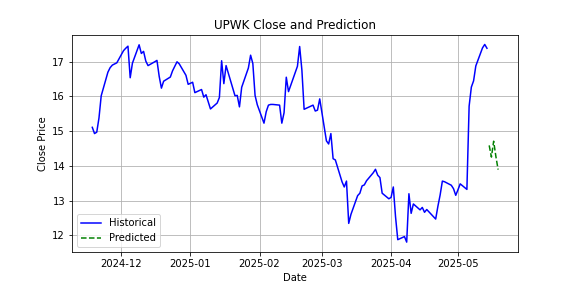 UPWK Close and Prediction
Close Price
17
16
15
14
13
12
Historical
Predicted
2024-12
2025-01
2025-02
2025-03
2025-04
2025-05
Date